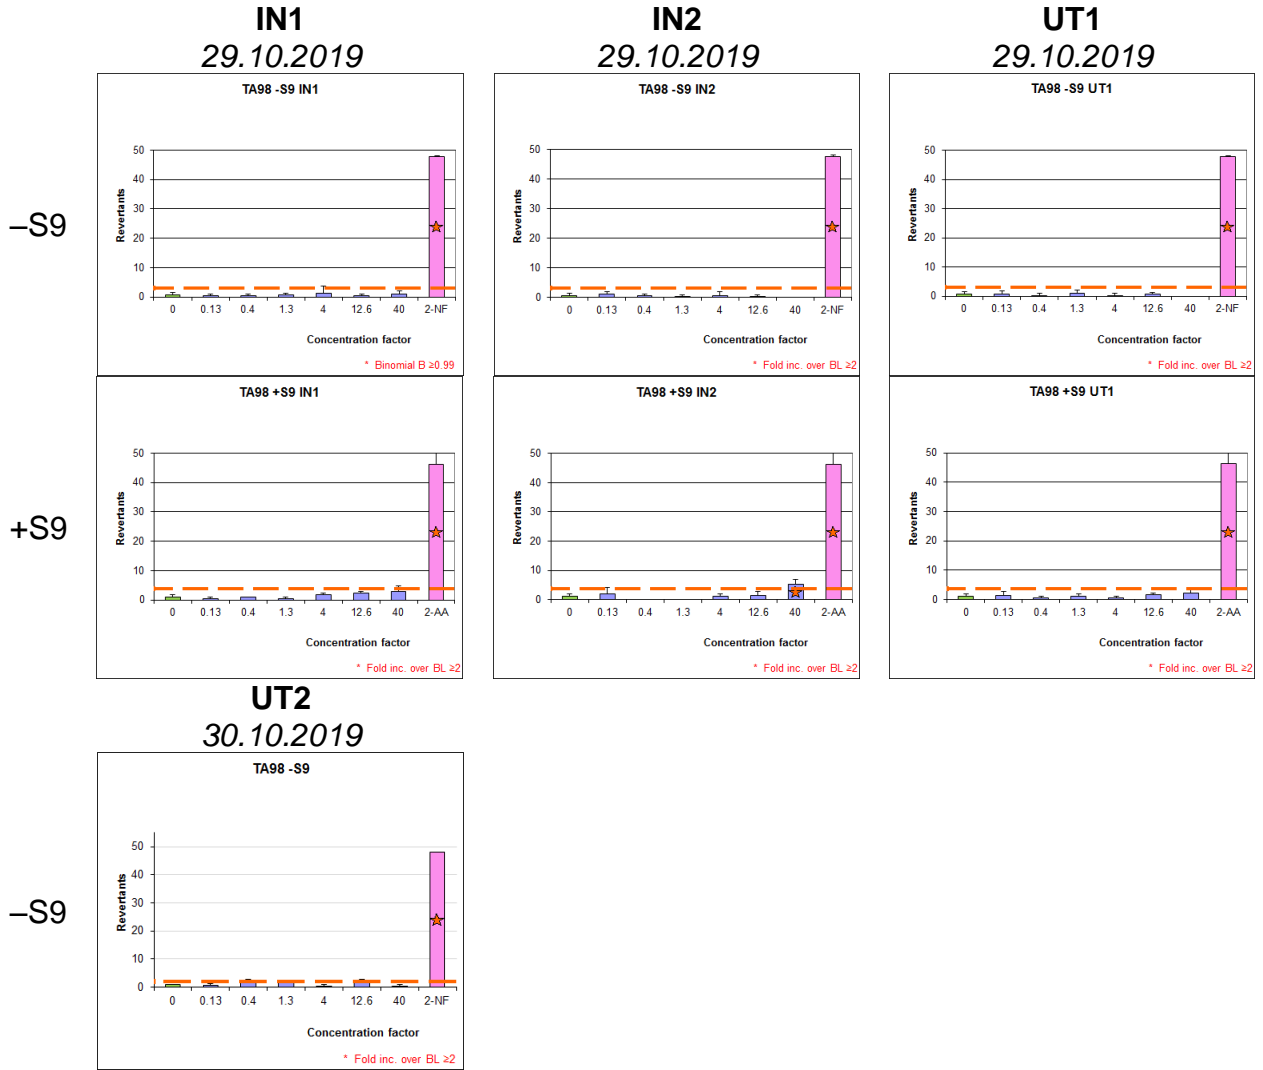 IN1
29.10.2019
IN2
29.10.2019
UT1
29.10.2019
–S9
TA98 -S9 IN1
Revertants
50
40
30
20
10
0
0 0.13 0.4 1.3 4 12.6 40 2-NF
Concentration factor
* Binomial B ≥0.99
TA98 -S9 IN2
Revertants
50
40
30
20
10
0
0 0.13 0.4 1.3 4 12.6 40 2-NF
Concentration factor
* Fold inc. over BL ≥2
TA98 -S9 UT1
Revertants
50
40
30
20
10
0
0 0.13 0.4 1.3 4 12.6 40 2-NF
Concentration factor
* Fold inc. over BL ≥2
+S9
TA98 +S9 IN1
Revertants
50
40
30
20
10
0
0 0.13 0.4 1.3 4 12.6 40 2-AA
Concentration factor
* Fold inc. over BL ≥2
TA98 +S9 IN2
Revertants
50
40
30
20
10
0
0 0.13 0.4 1.3 4 12.6 40 2-AA
Concentration factor
* Fold inc. over BL ≥2
TA98 +S9 UT1
Revertants
50
40
30
20
10
0
0 0.13 0.4 1.3 4 12.6 40 2-AA
Concentration factor
* Fold inc. over BL ≥2
UT2
30.10.2019
–S9
TA98 -S9
Revertants
50
40
30
20
10
0
0 0.13 0.4 1.3 4 12.6 40 2-NF
Concentration factor
* Fold inc. over BL ≥2